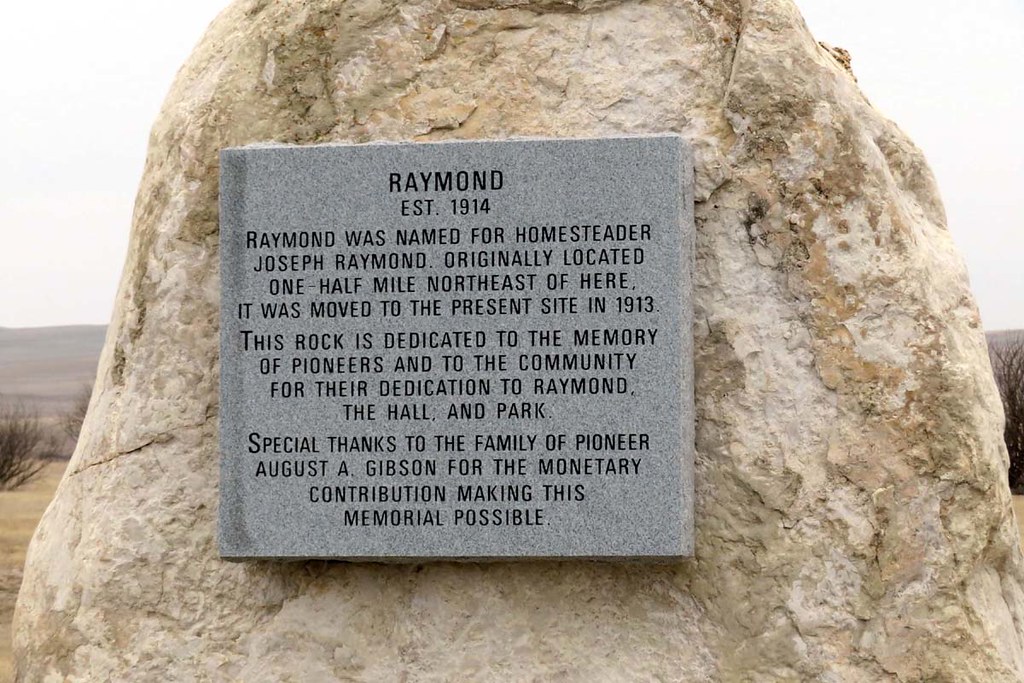 RAYMOND
EST. 1914
RAYMOND WAS NAMED FOR HOMESTEADER
JOSEPH RAYMOND. ORIGINALLY LOCATED
ONE-HALF MILE NORTHEAST OF HERE,
IT WAS MOVED TO THE PRESENT SITE IN 1913.
THIS ROCK IS DEDICATED TO THE MEMORY
OF PIONEERS AND TO THE COMMUNITY
FOR THEIR DEDICATION TO RAYMOND,
THE HALL, AND PARK.
SPECIAL THANKS TO THE FAMILY OF PIONEER
AUGUST A. GIBSON FOR THE MONETARY
CONTRIBUTION MAKING THIS
MEMORIAL POSSIBLE.